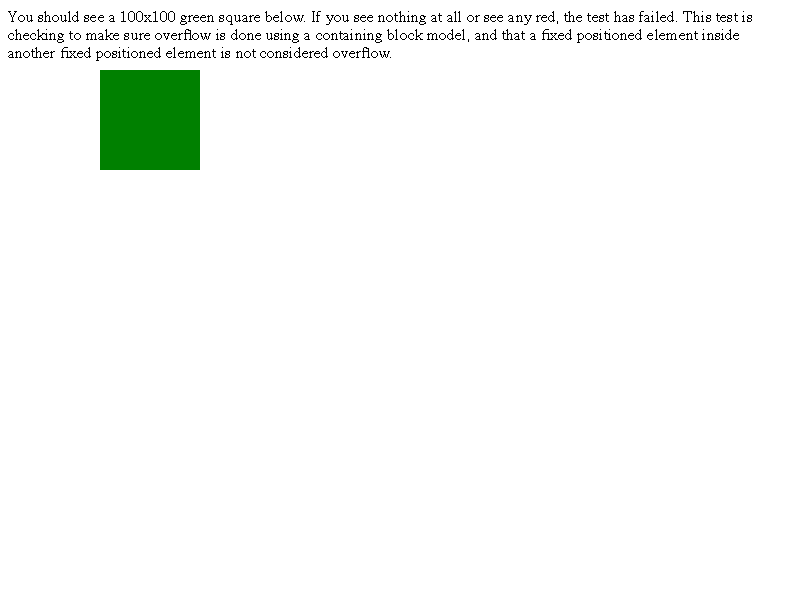 You should see a 100x100 green square below. If you see nothing at all or see any red, the test has failed. This test is
checking to make sure overflow is done using a containing block model, and that a fixed positioned element inside
another fixed positioned element is not considered overflow.